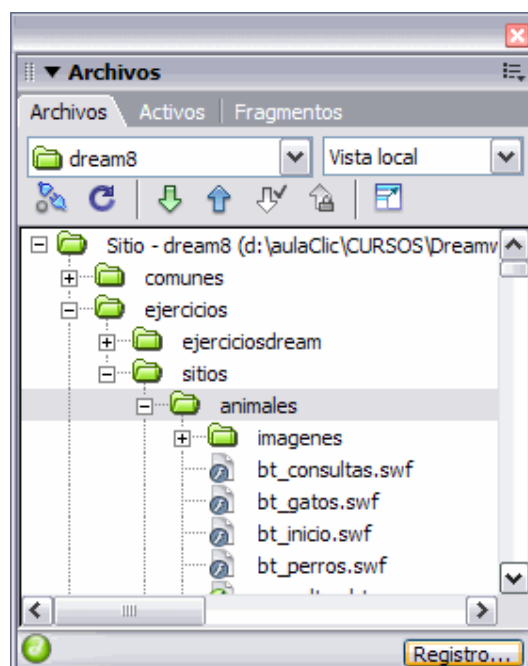 Archivos
Archivos Activos Fragmentos
dream8 Vista local
Sitio - dream8 (d:\aulaClic\CURSOS\Dreamw
comunes
ejercicios
ejerciciosdream
sitios
animales
imagenes
bt_consultas.swf
bt_gatos.swf
bt_inicio.swf
bt_perros.swf
Registro...